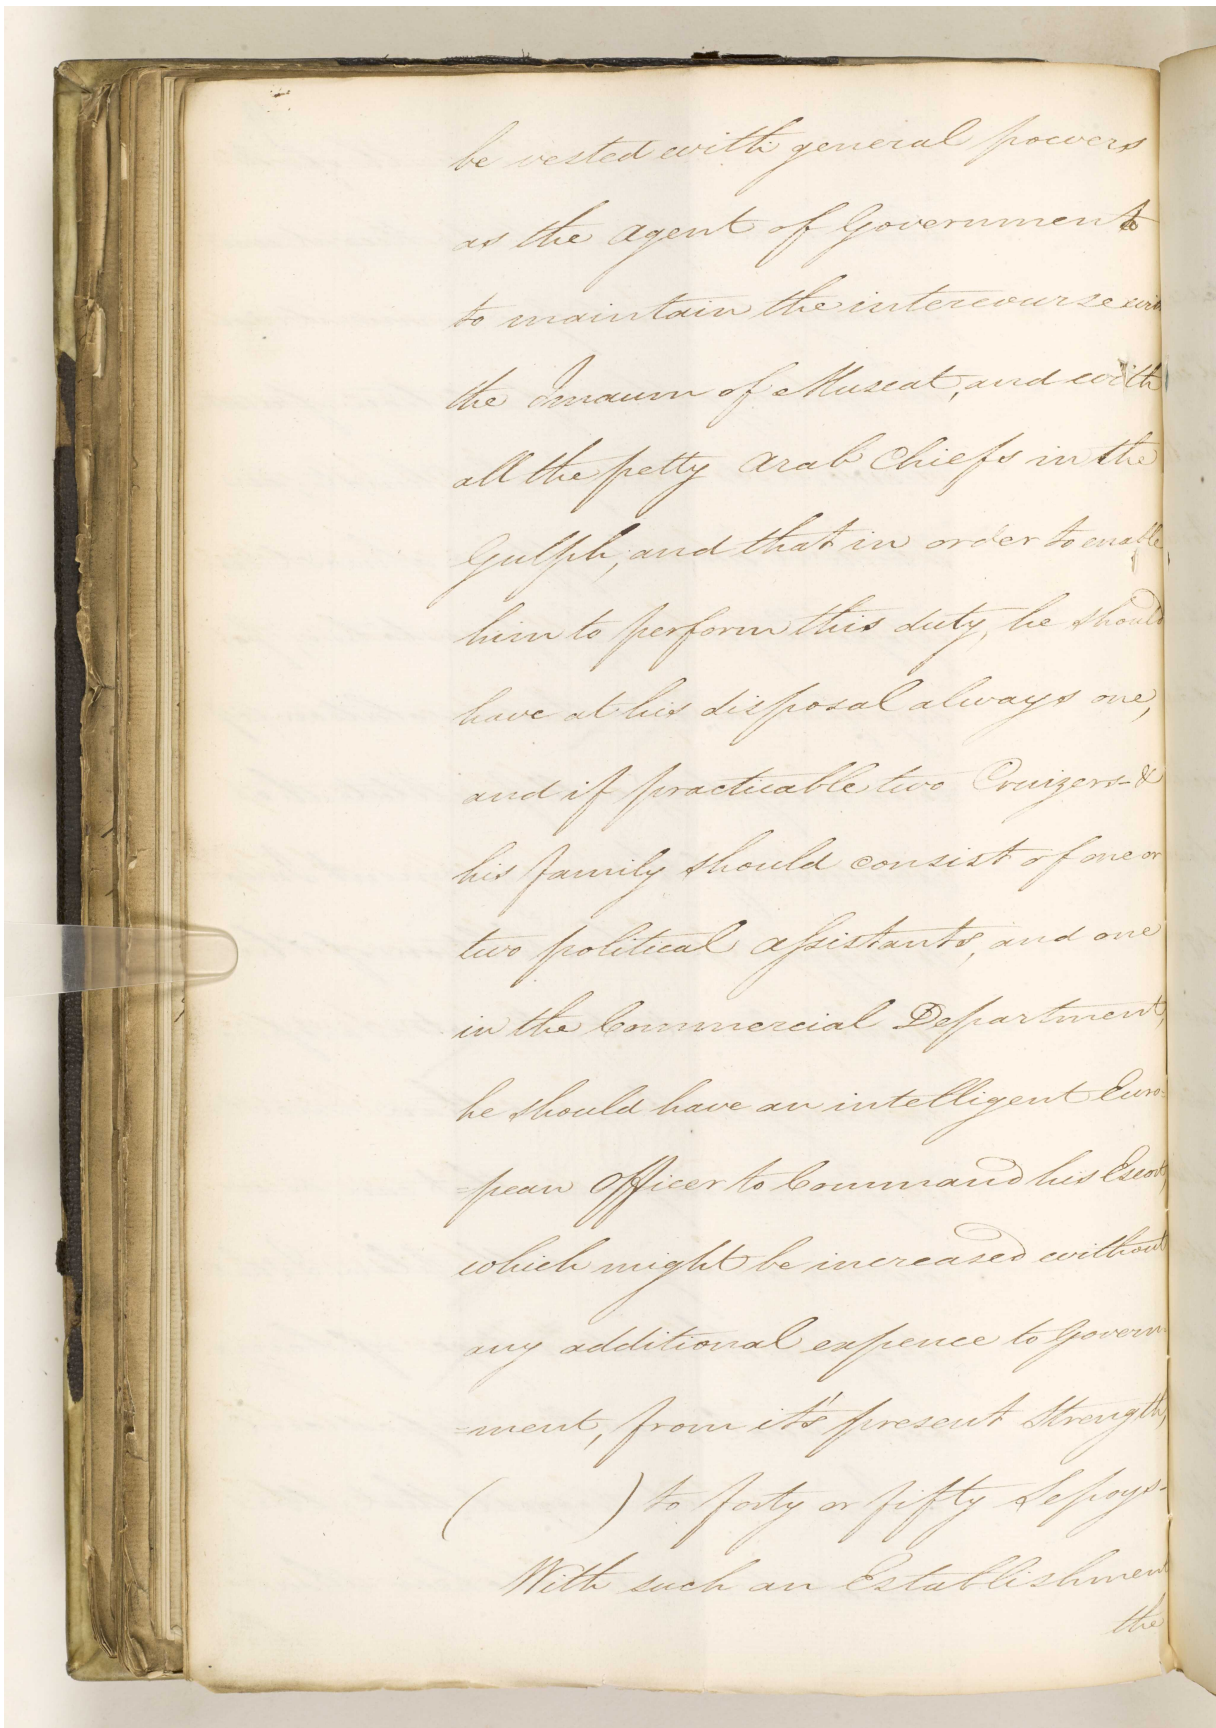 be vested with general powers
as the Agent of Government
to maintain the intercourse with
the Imaum of Muscat, and with
all the petty Arab Chiefs in the
Gulph, and that in order to enable
him to perform this duty, he should
have at his disposal always one,
and if practicable two Cruizers - &
his family should consist of one or
two political assistants, and one
in the Commercial Department,
he should have an intelligent Euro=
=pean Officer to Command his Escort,
which might be increased without
any additional expence to Govern
=ment, from it's present Strength,
( ) to forty or fifty Sepoys -
With such an Establishment
the